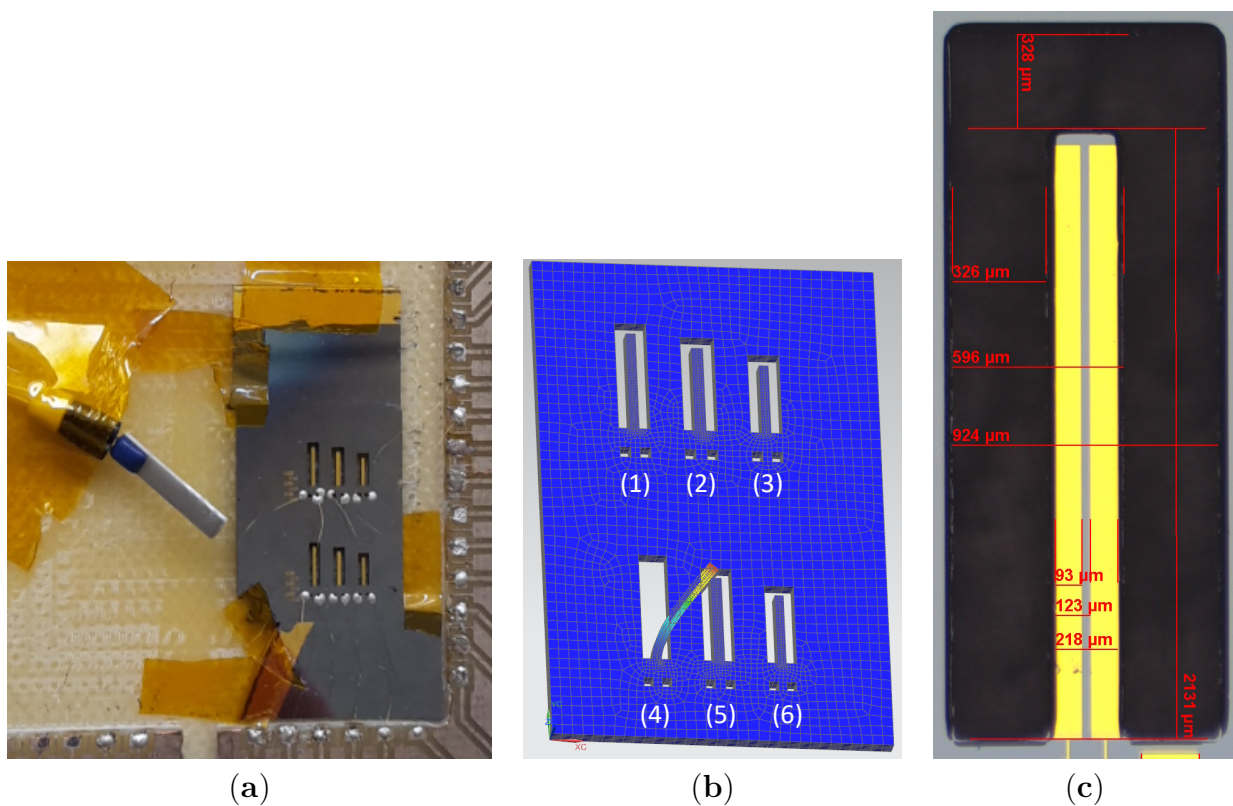 328 µm
326 µm
596 µm
924 µm
93 µm
123 µm
218 µm
2131 µm
(1)
(2)
(3)
(4)
(5)
(6)
XC
(a)
(b)
(c)